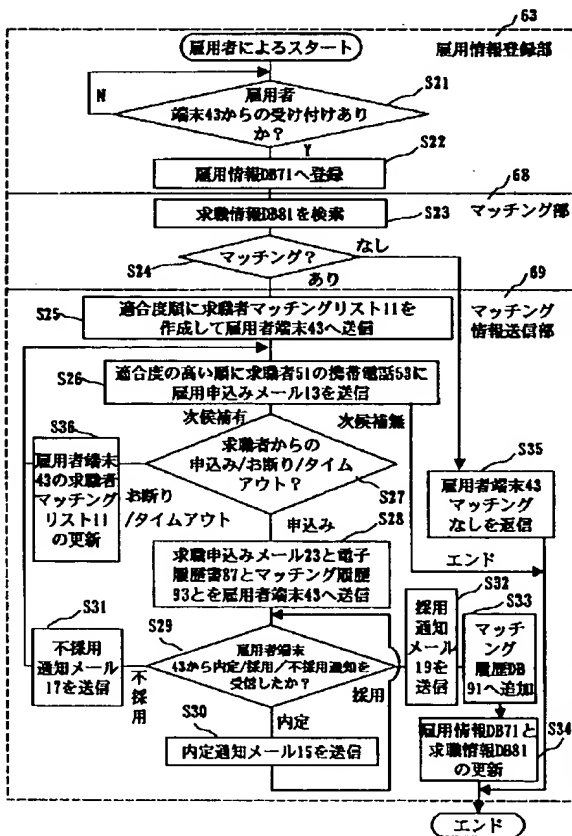 63
雇用者によるスタート
雇用情報登録部
N
S21
雇用者
端末43からの受け付けあり
か？
Y
S22
雇用情報DB71へ登録
68
求職情報DB81を検索
S23
マッチング部
S24
マッチング？
なし
あり
69
S25
適合度順に求職者マッチングリスト11を
作成して雇用者端末43へ送信
マッチング
情報送信部
S26
適合度の高い順に求職者51の携帯電話53に
雇用申込みメール13を送信
次候補有
次候補無
S36
雇用者端末
43の求職者
マッチング
リスト11
の更新
お断り
/タイムアウト
求職者からの
申込み/お断り/タイム
アウト？
S27
S35
雇用者端末43
マッチ
なしを返信
申込み
S28
求職申込みメール23と電子
履歴書87とマッチング履歴
93とを雇用者端末43へ送信
エンド
S31
不採用
通知メール
17を送信
S29
雇用者端末
43から内定/採用/不採用通知を
受信したか？
不採用
採用
S32
採用
通知
メール
19を
送信
S33
マッチ
ング
履歴DB
91へ追加
S30
内定
内定通知メール15を送信
雇用情報DB71と
求職情報DB81
の更新
S34
エンド